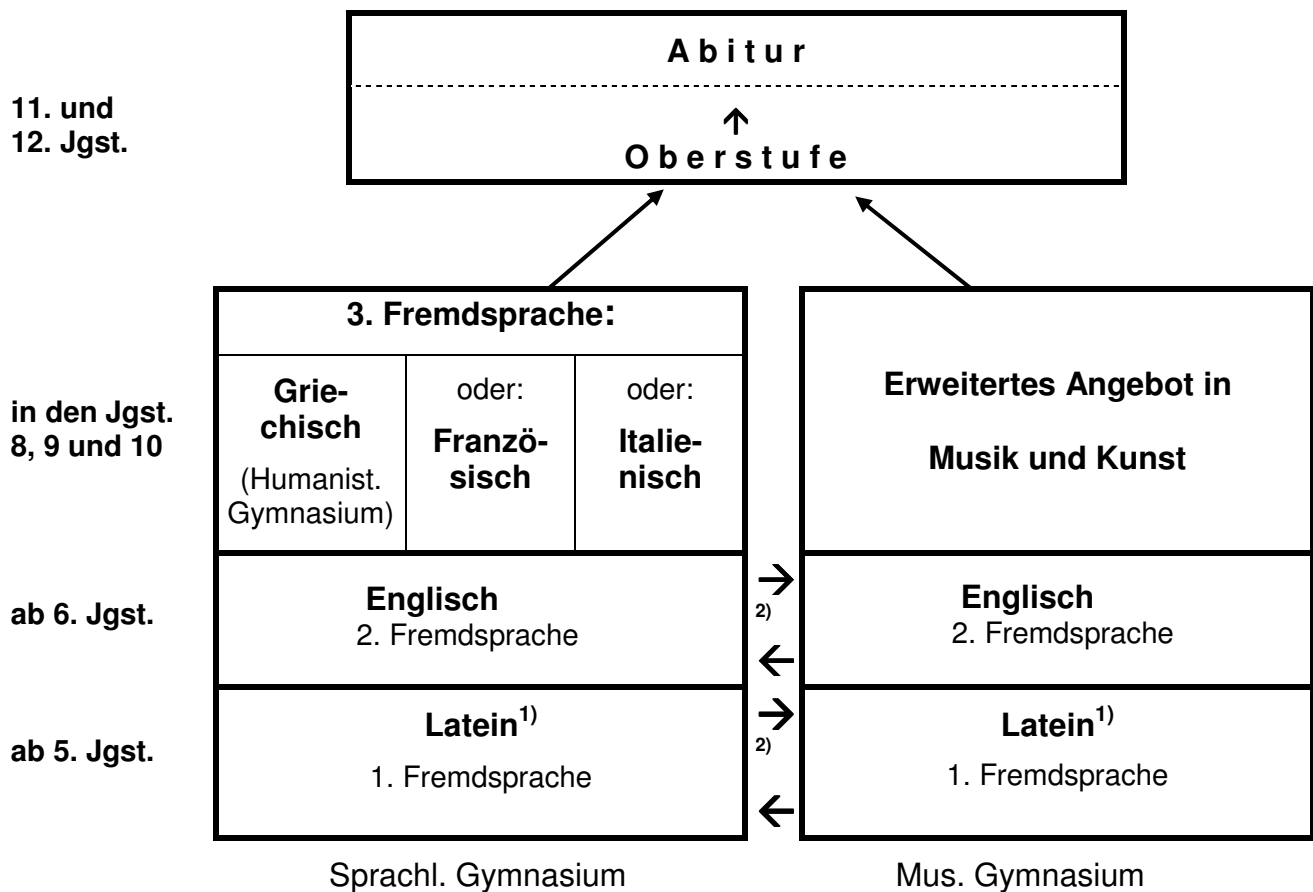 A b i t u r
11. und
12. Jgst.
O b e r s t u f e
3. Fremdsprache:
in den Jgst.
8, 9 und 10
Grie-
chisch
(Humanist.
Gymnasium)
oder:
Franzö-
sisch
oder:
Italie-
nisch
Erweitertes Angebot in
Musik und Kunst
ab 6. Jgst.
Englisch
2. Fremdsprache
2)
Englisch
2. Fremdsprache
ab 5. Jgst.
Latein1)
1. Fremdsprache
2)
Latein1)
1. Fremdsprache
Sprachl. Gymnasium
Mus. Gymnasium